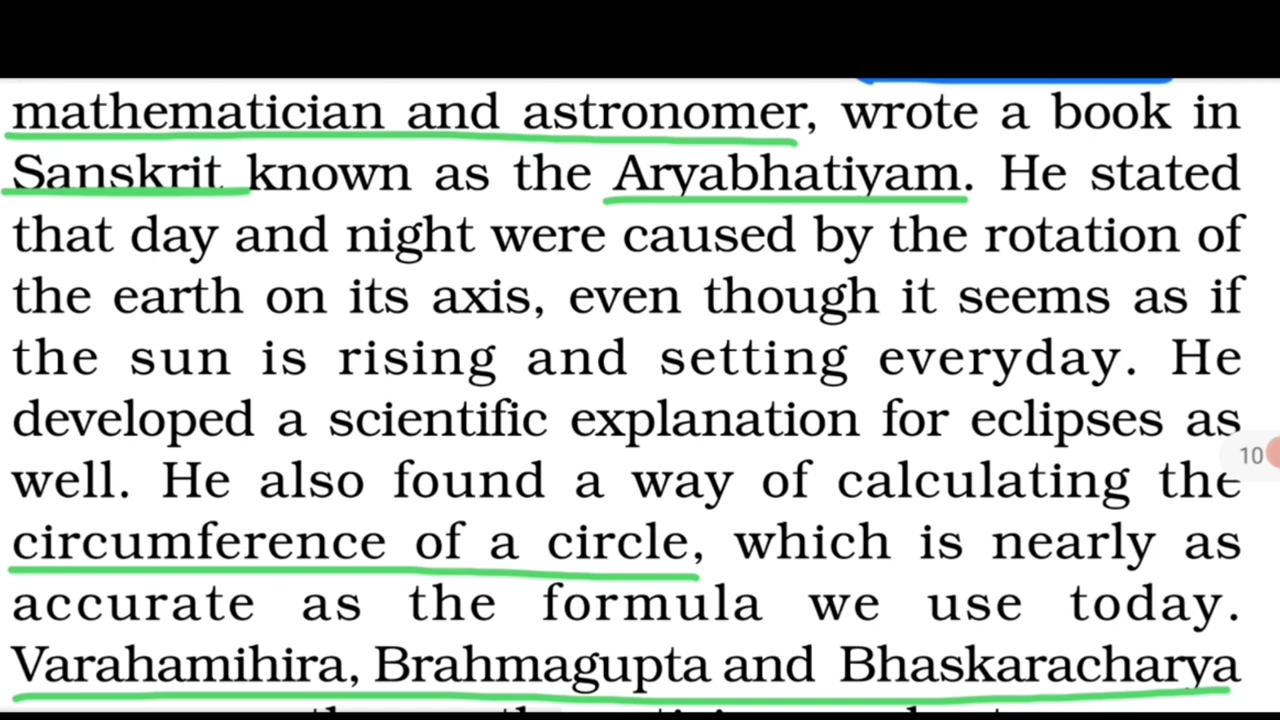 mathematician and astronomer, wrote a book in
Sanskrit known as the Aryabhatiyam. He stated
that day and night were caused by the rotation of
the earth on its axis, even though it seems as if
the sun is rising and setting everyday. He
developed a scientific explanation for eclipses as
well. He also found a way of calculating the
circumference of a circle, which is nearly as
accurate as the formula we use today.
Varahamihira, Brahmagupta and Bhaskaracharya
10